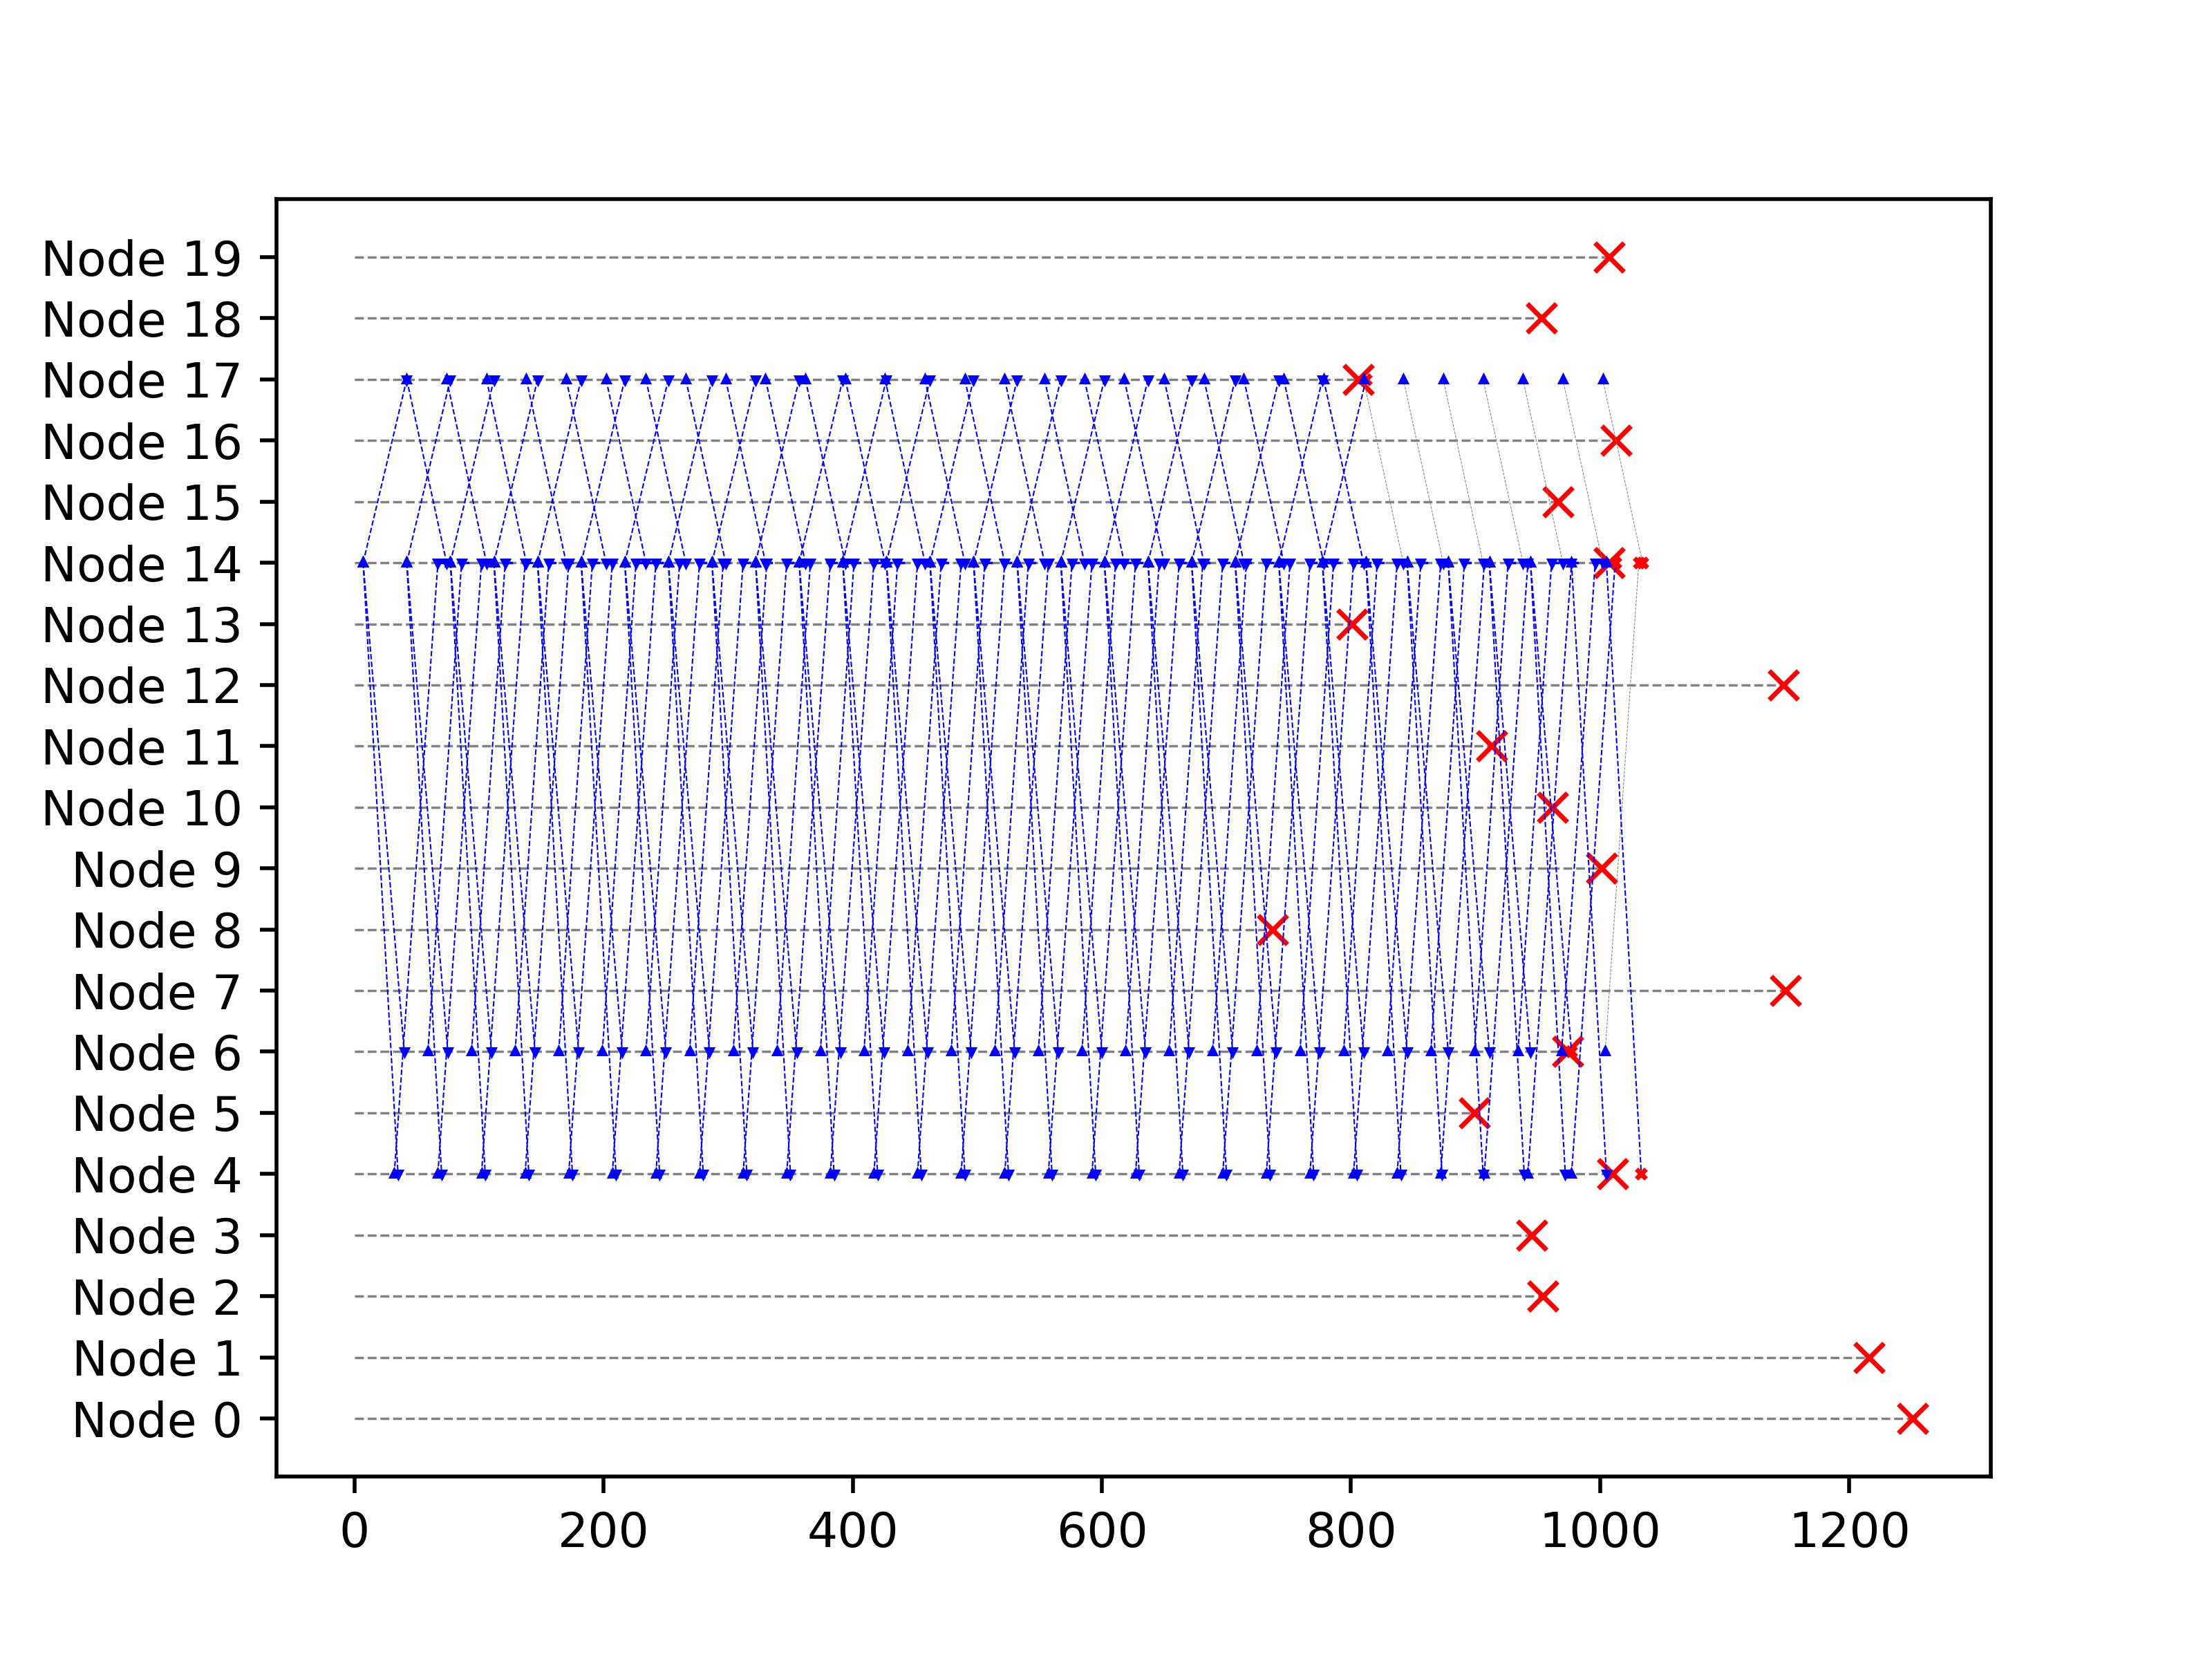 Node 19
Node 18
Node 17
Node 16
Node 15
Node 14
Node 13
Node 12
Node 11
Node 10
Node 9
Node 8
Node 7
Node 6
Node 5
Node 4
Node 3
Node 2
Node 1
Node 0
0 200 400 600 800 1000 1200